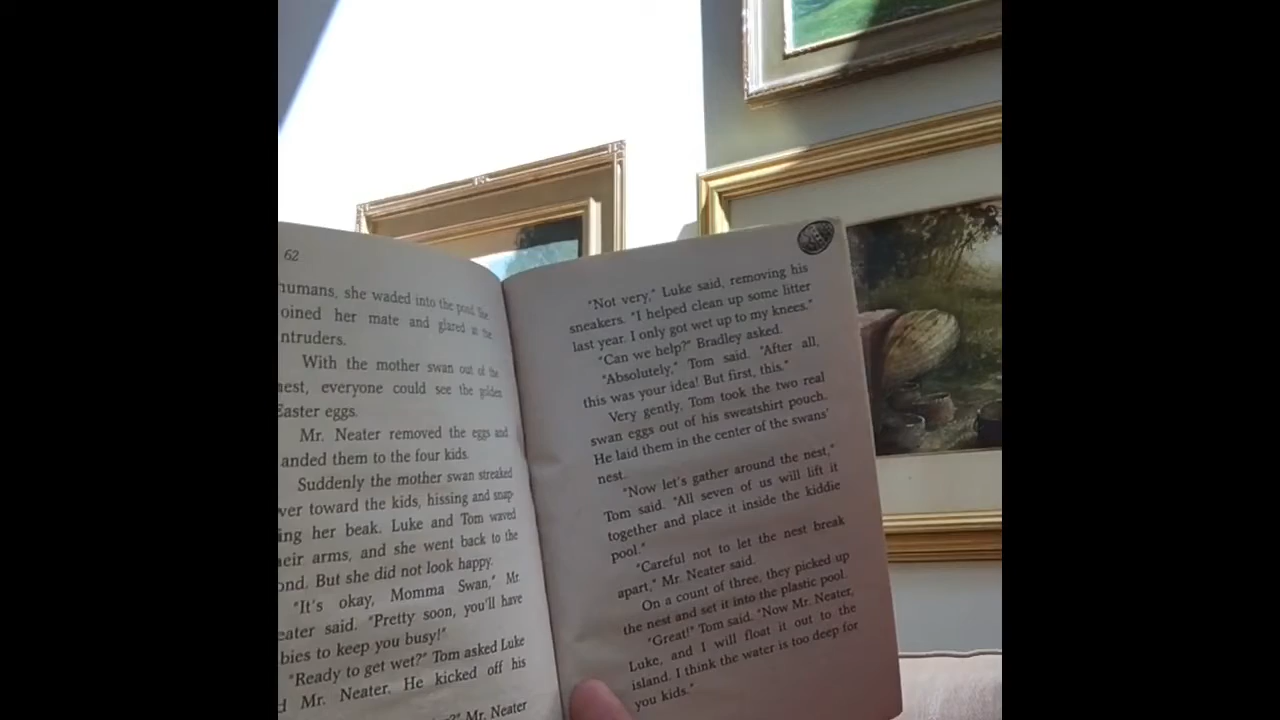 62
humans, she waded into the pond. She
oined her mate and glared at the
ntruders.
With the mother swan out of the
nest, everyone could see the golden
Easter eggs.
Mr. Neater removed the eggs and
anded them to the four kids.
Suddenly the mother swan streaked
ver toward the kids, hissing and snap-
ing her beak. Luke and Tom waved
heir arms, and she went back to the
ond. But she did not look happy.
"It's okay, Momma Swan," Mr.
eater said. "Pretty soon, you'll have
bies to keep you busy!"
"Ready to get wet?" Tom asked Luke
d Mr. Neater. He kicked off his
?" Mr. Neater
"Not very," Luke said, removing his
sneakers. "I helped clean up some litter
last year. I only got wet up to my knees."
"Can we help?" Bradley asked.
"Absolutely," Tom said. "After all,
this was your idea! But first, this."
Very gently, Tom took the two real
swan eggs out of his sweatshirt pouch.
He laid them in the center of the swans'
nest.
"Now let's gather around the nest,"
Tom said. "All seven of us will lift it
together and place it inside the kiddie
pool."
"Careful not to let the nest break
apart," Mr. Neater said.
On a count of three, they picked up
the nest and set it into the plastic pool.
"Great!" Tom said. "Now Mr. Neater,
Luke, and I will float it out to the
island. I think the water is too deep for
you kids."